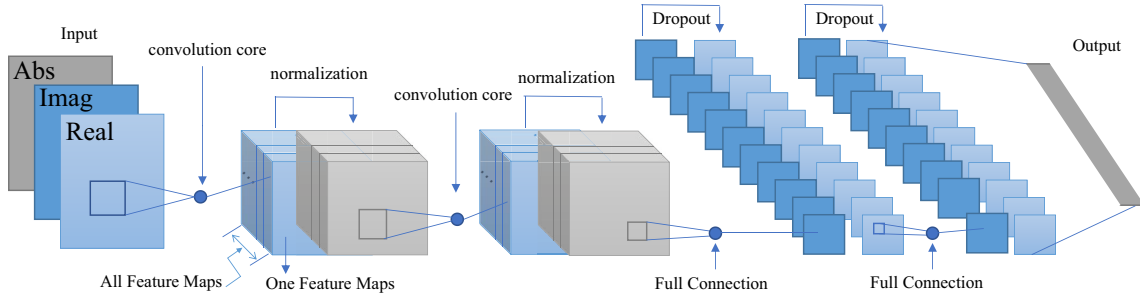 Input
Abs
Imag
Real
convolution core
normalization
All Feature Maps
One Feature Maps
convolution core
normalization
Dropout
Full Connection
Dropout
Full Connection
Output